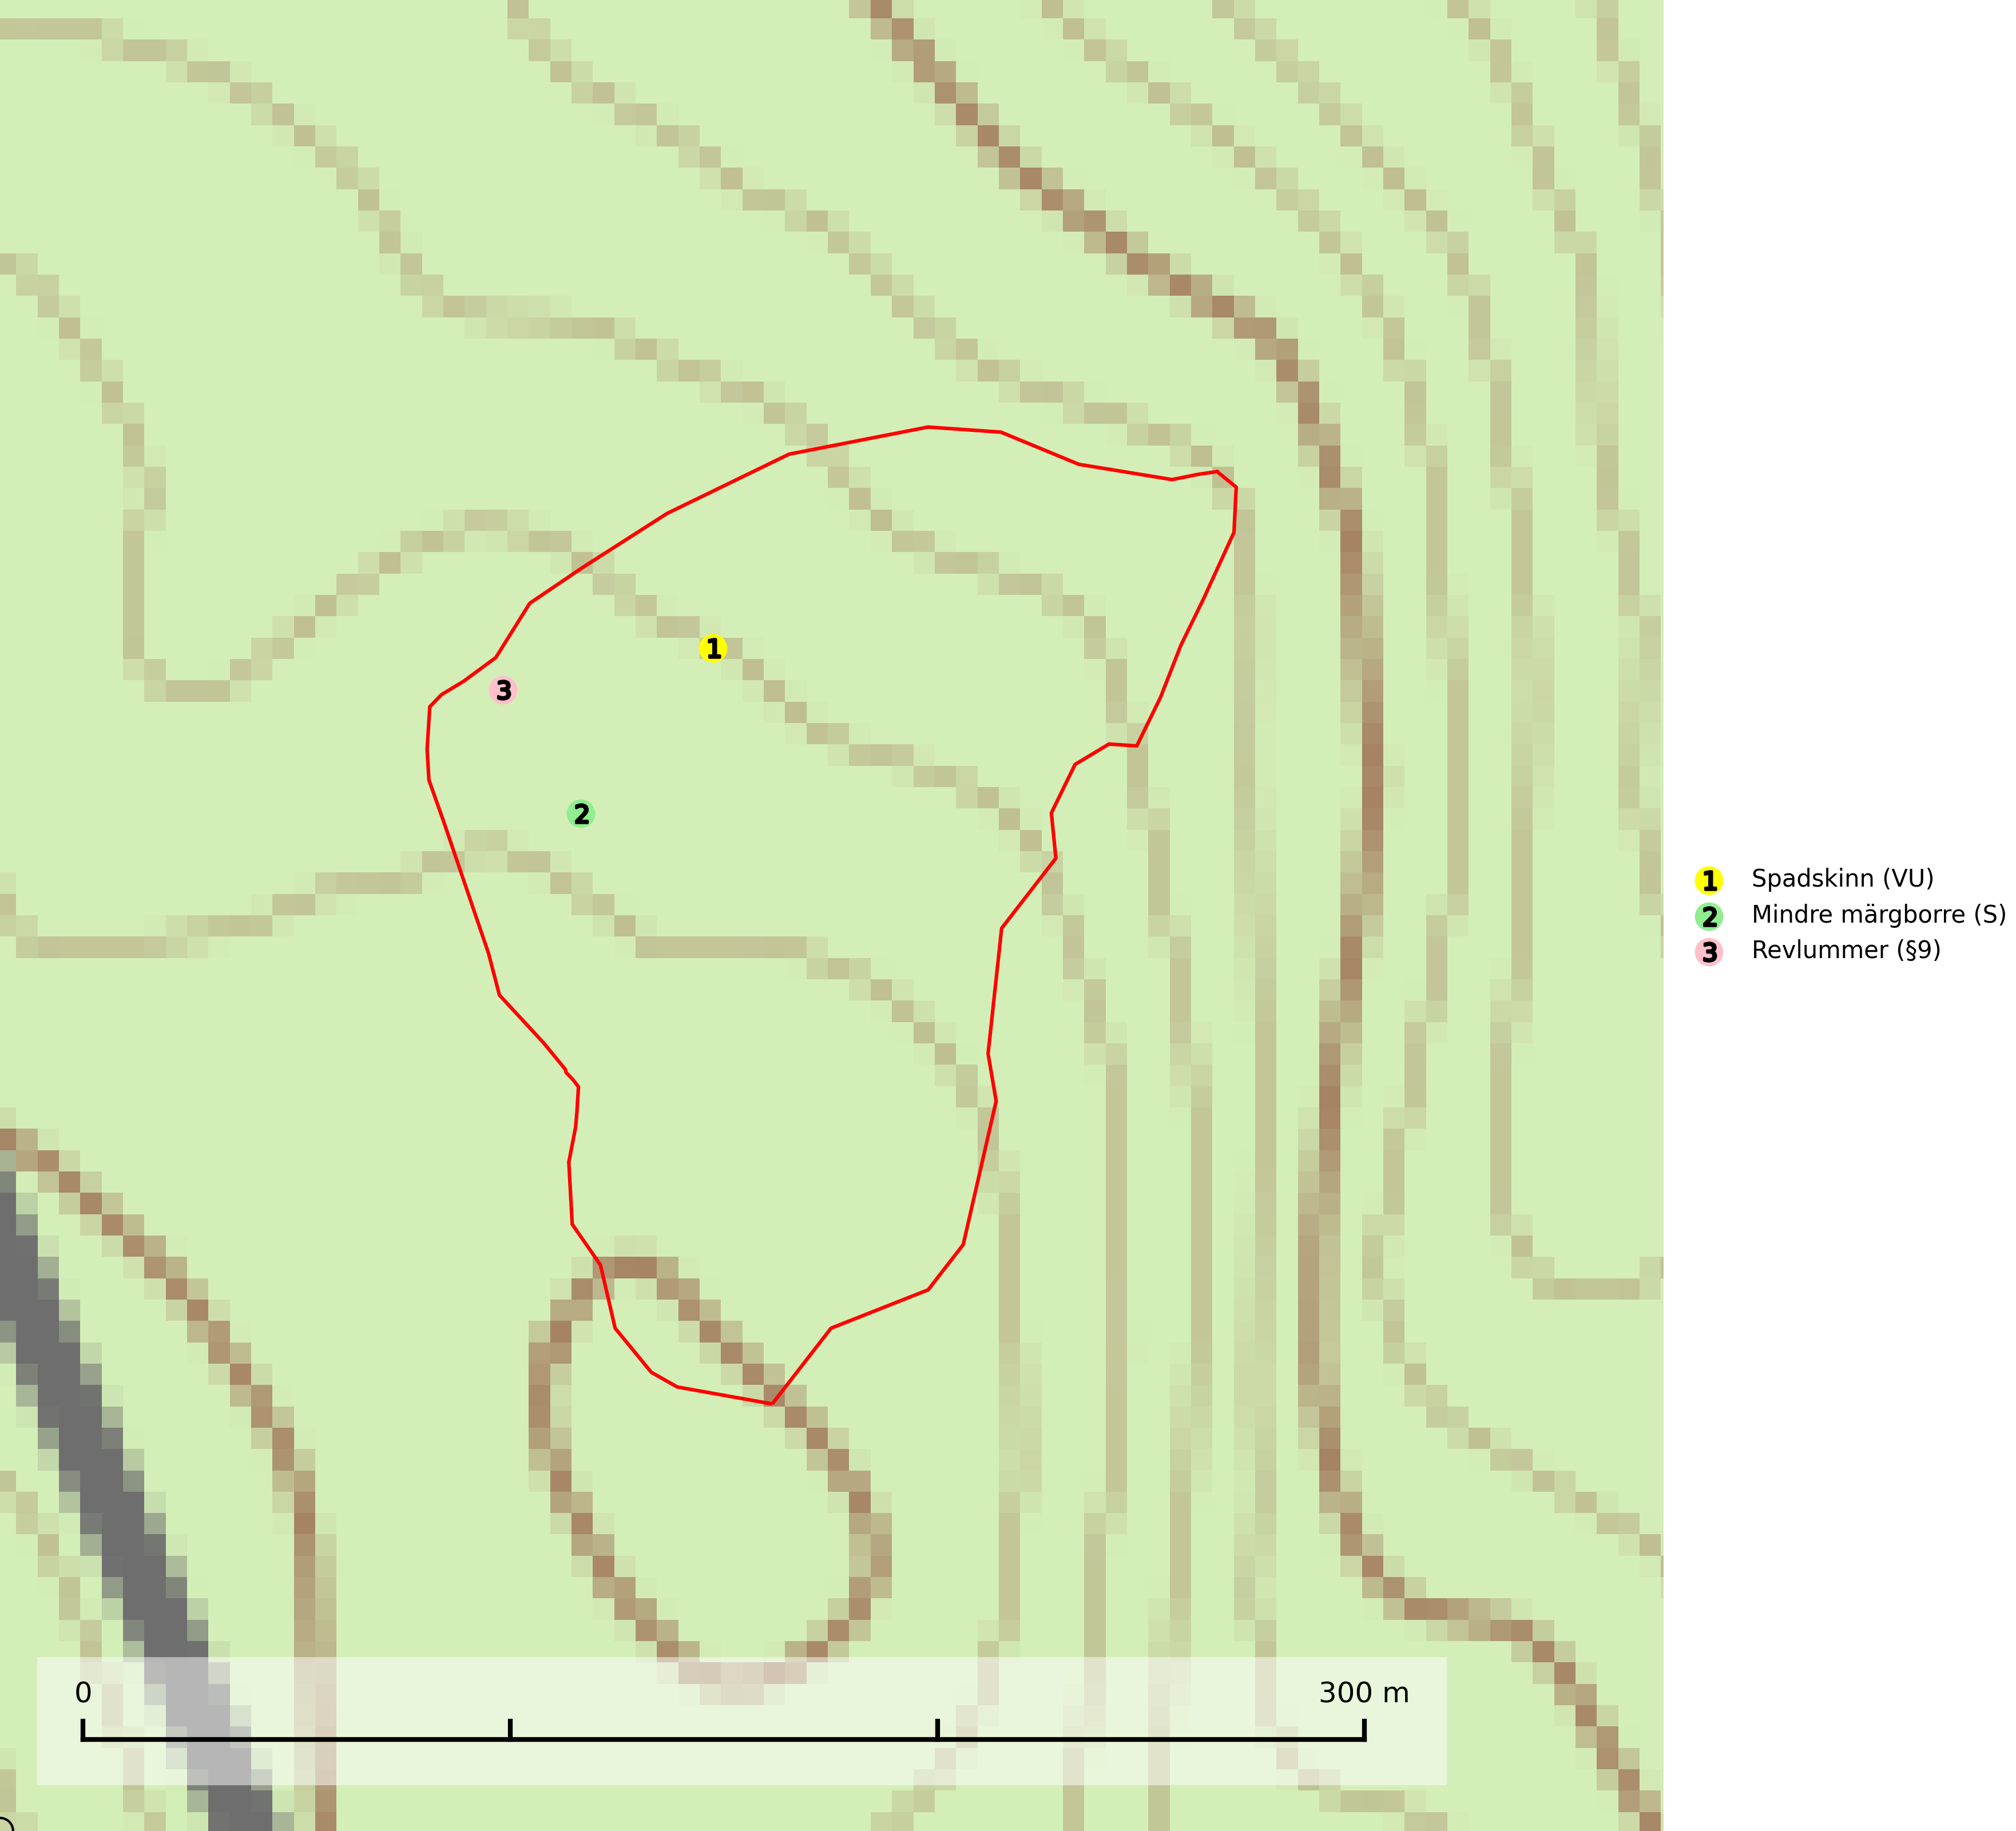 1
3
2
1 Spadskinn (VU)
2 Mindre märgborre (S)
3 Revlummer (§9)
0 300 m